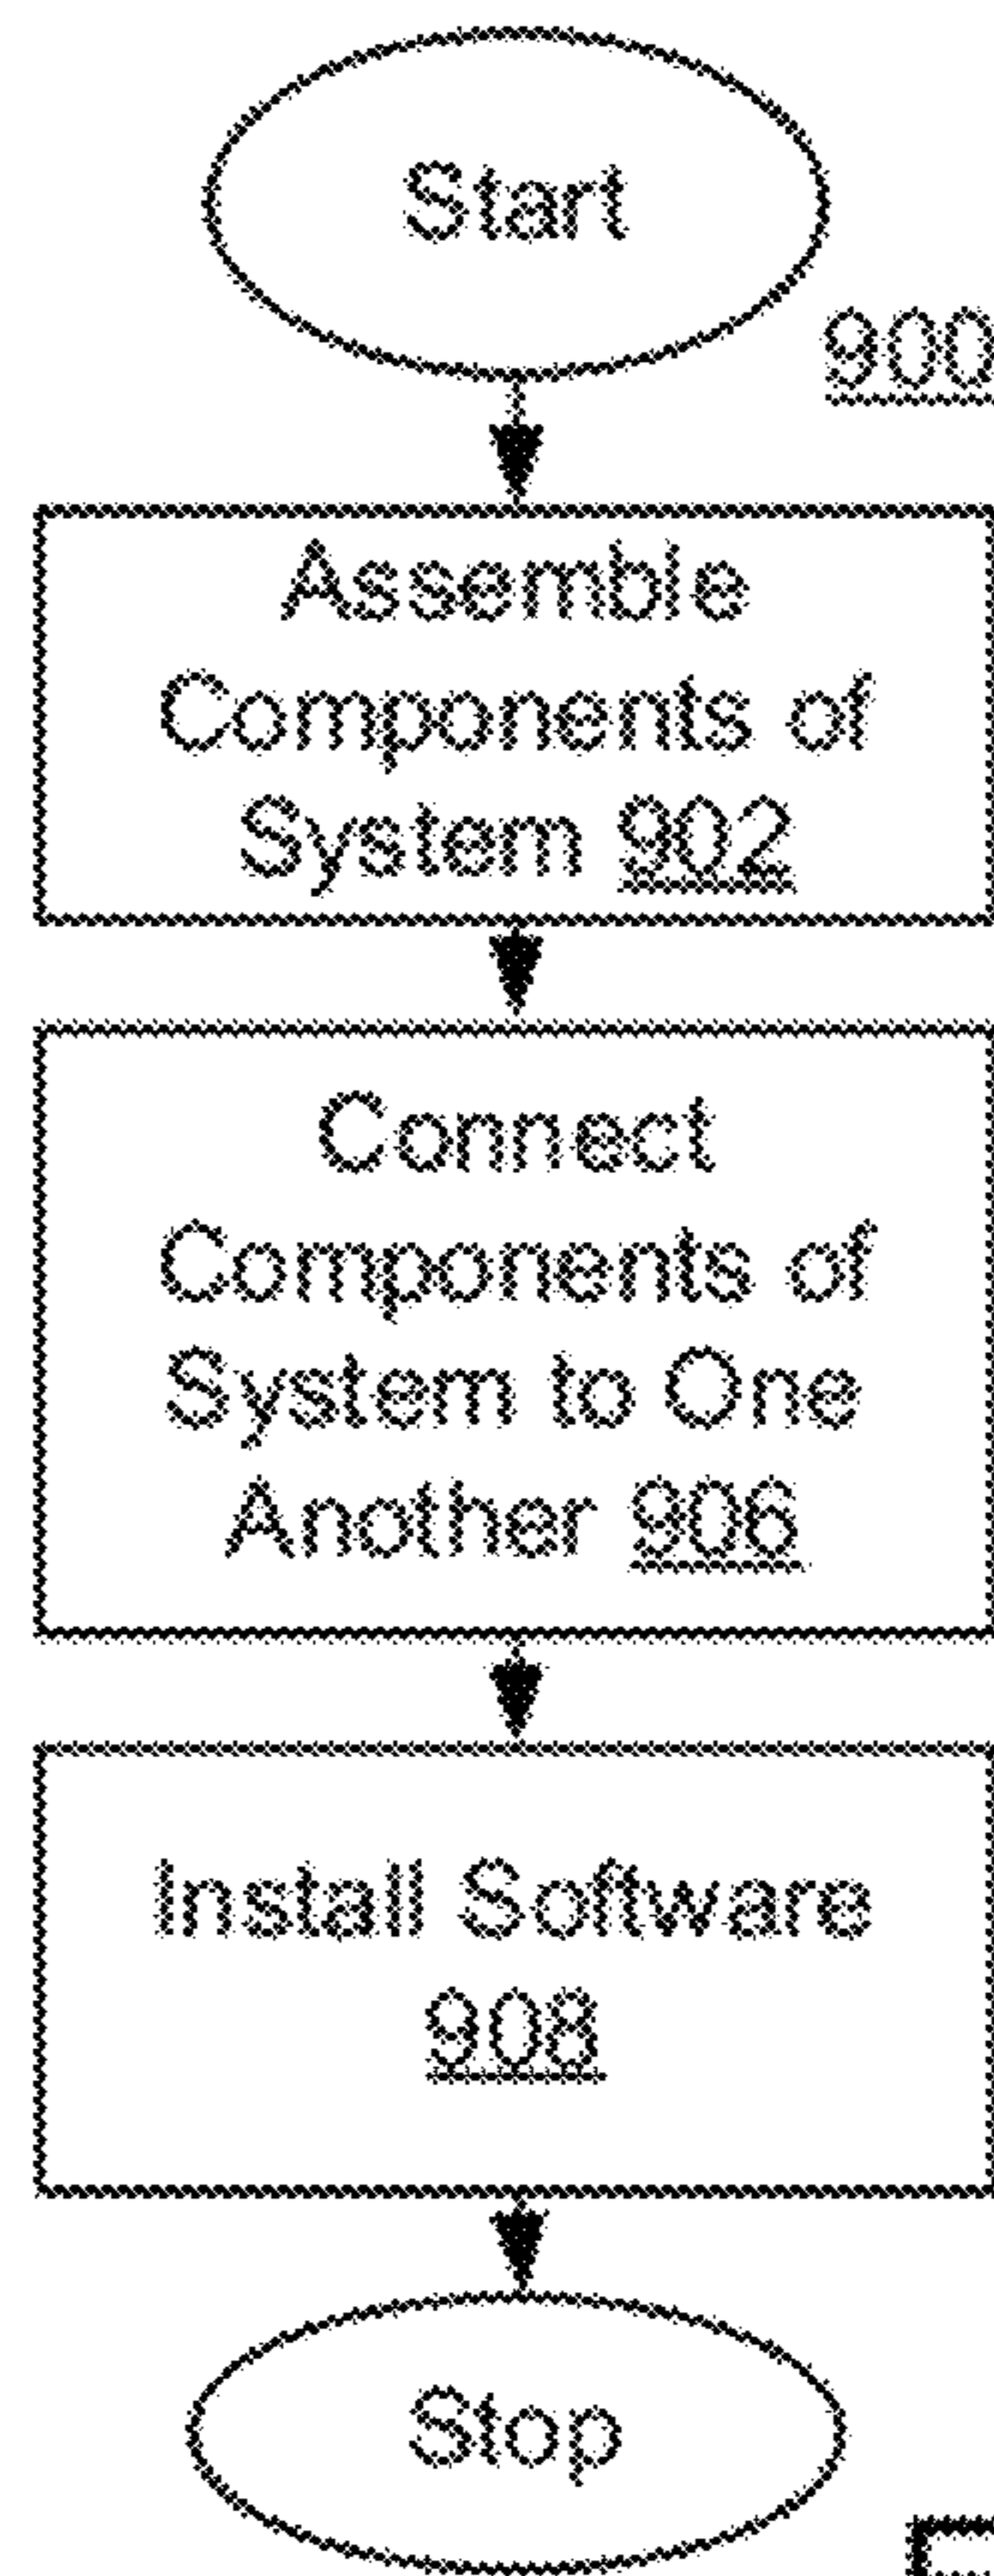 Start
900
Assemble
Components of
System 902
Connect
Components of
System to One
Another 906
Install Software
908
Stop